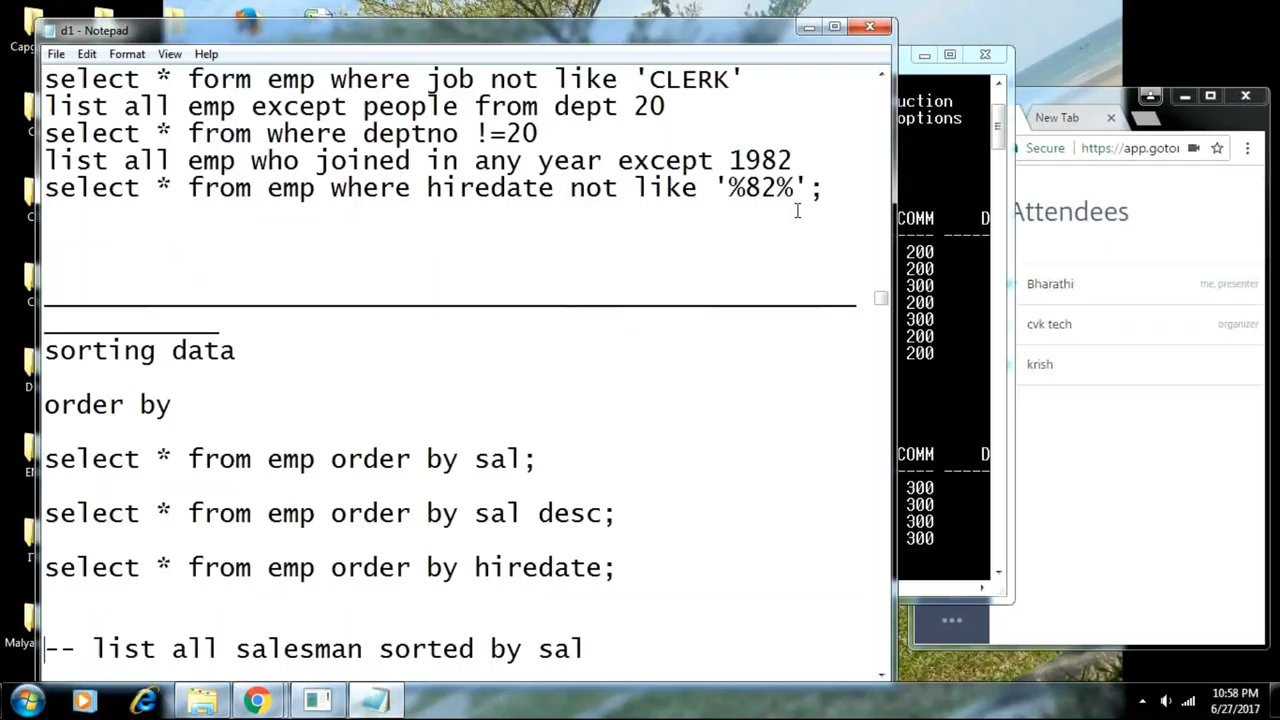 Capg
d1 - Notepad
File Edit Format View Help
select * form emp where job not like 'CLERK'
list all emp except people from dept 20
select * from where deptno !=20
list all emp who joined in any year except 1982
select * from emp where hiredate not like '%82%';
sorting data
order by
select * from emp order by sal;
select * from emp order by sal desc;
select * from emp order by hiredate;
-- list all salesman sorted by sal
uction
options
COMM D
200
200
300
200
300
200
200
COMM D
300
300
300
300
New Tab
Secure https://app.gotor
Attendees
Bharathi me, presenter
cvk tech organizer
krish
Malya
10:58 PM
6/27/2017